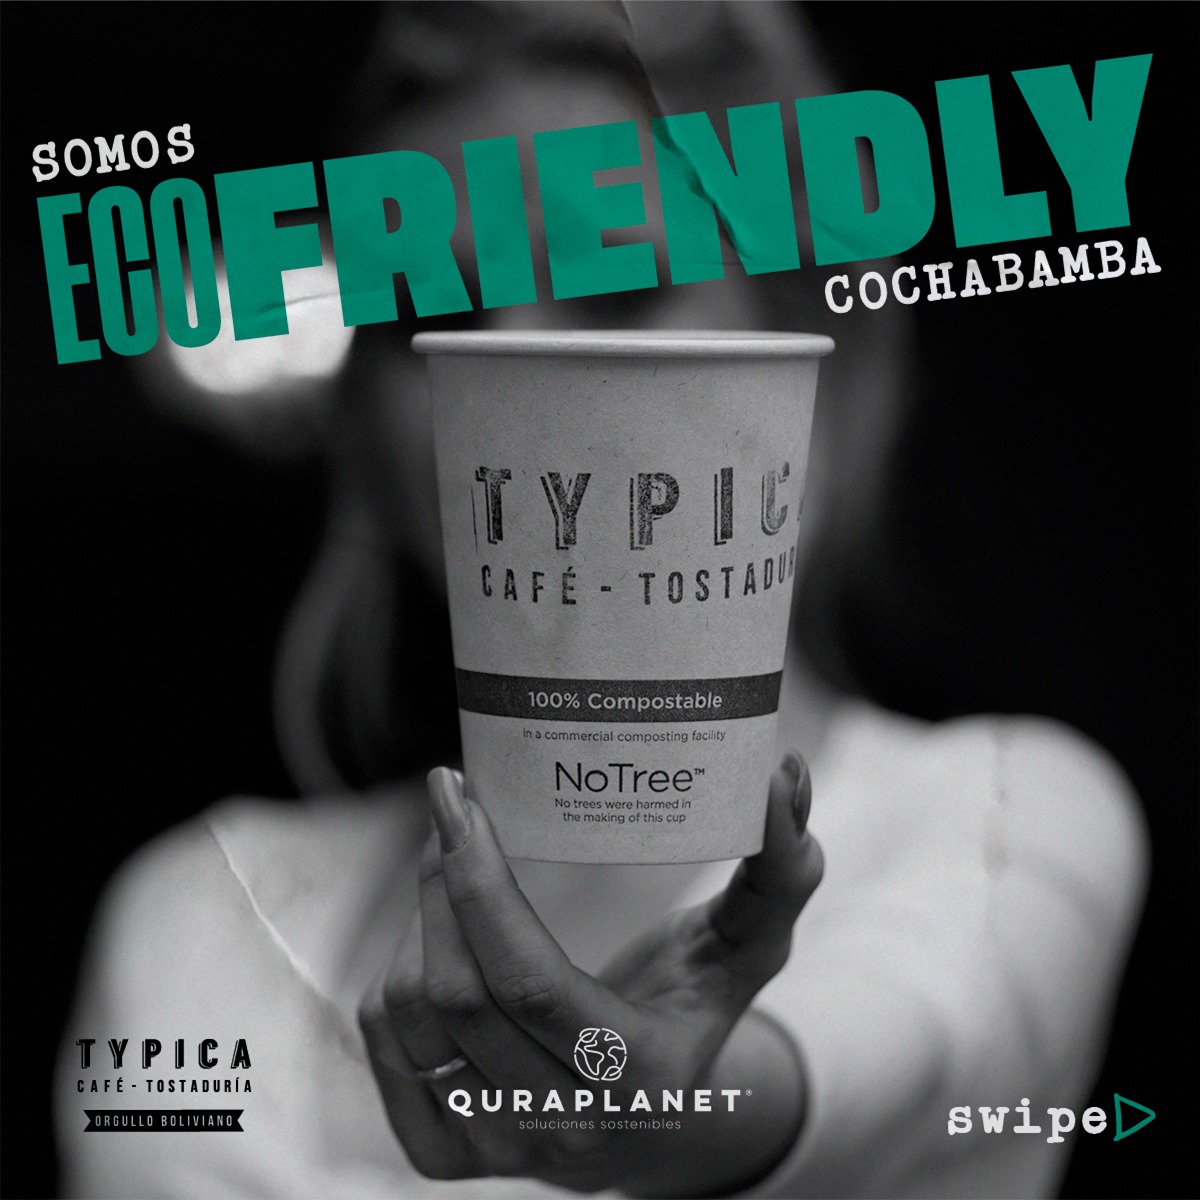 SOMOS
ECOFRIENDLY
COCHABAMBA
TYPICA
CAFÉ - TOSTADUR
100% Compostable
in a commercial composting facility
NoTree™
No trees were harmed in
the making of this cup
TYPICA
CAFÉ - TOSTADURÍA
ORGULLO BOLIVIANO
QURAPLANET®
soluciones sostenibles
swipe